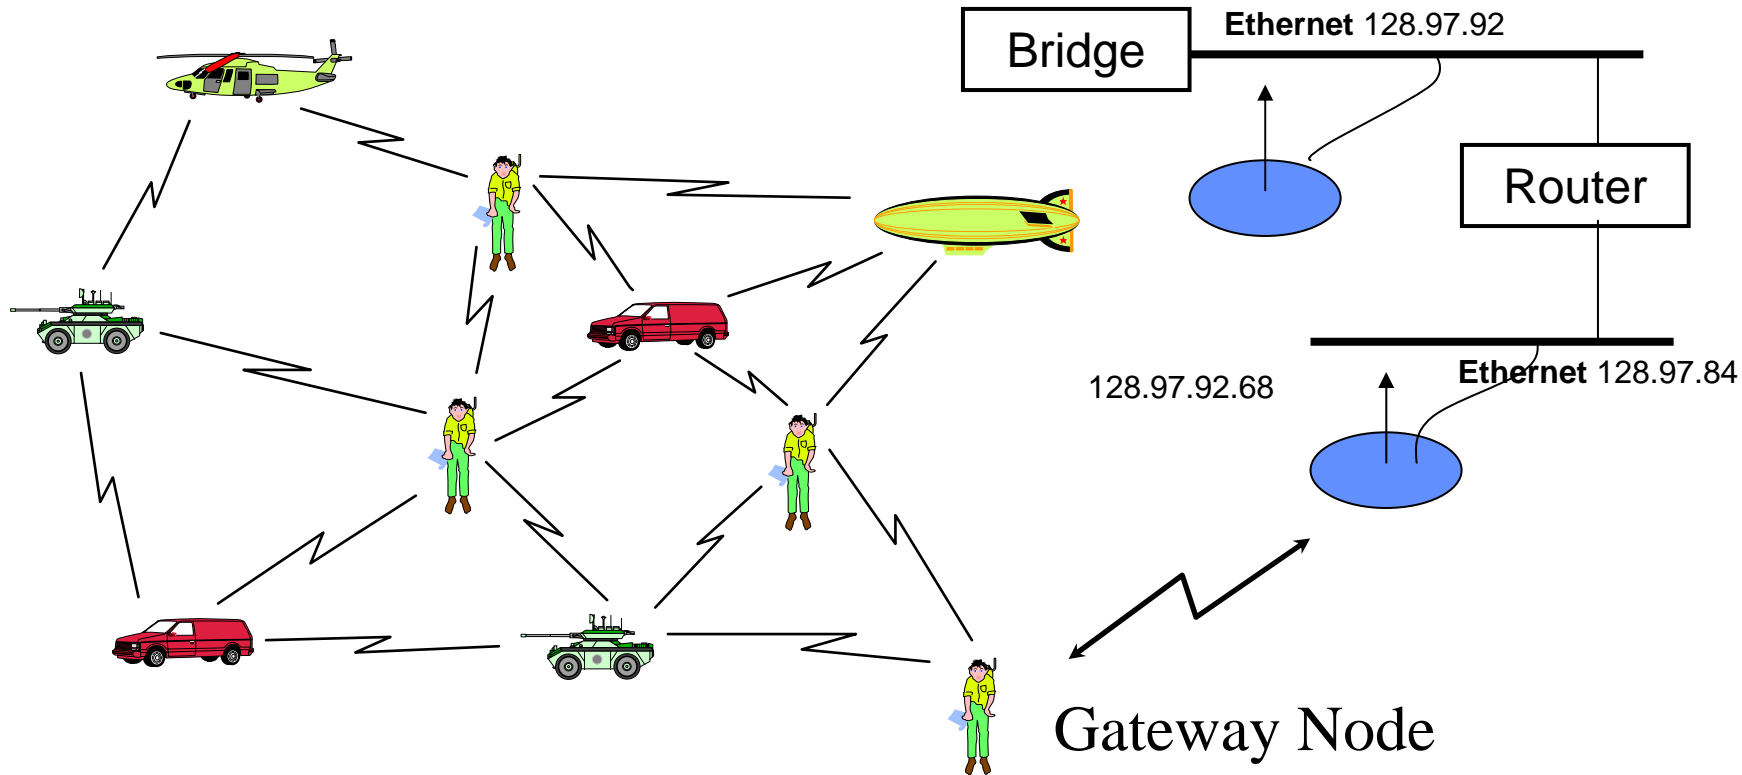 Ethernet 128.97.92
Bridge
Router
128.97.92.68
Ethernet 128.97.84
Gateway Node